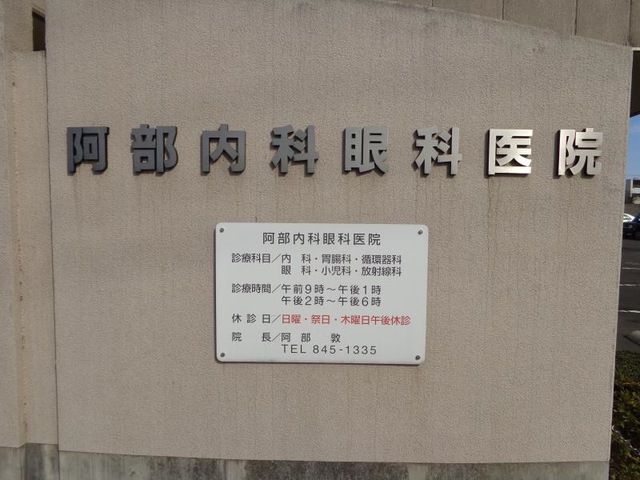 阿部内科眼科医院
阿部内科眼科医院
診療科目／内　科・胃腸科・循環器科
眼　科・小児科・放射線科
診療時間／午前9時〜午後1時
午後2時〜午後6時
休　診　日／日曜・祭日・木曜日午後休診
院　　長／阿　部　　敦
TEL 845-1335